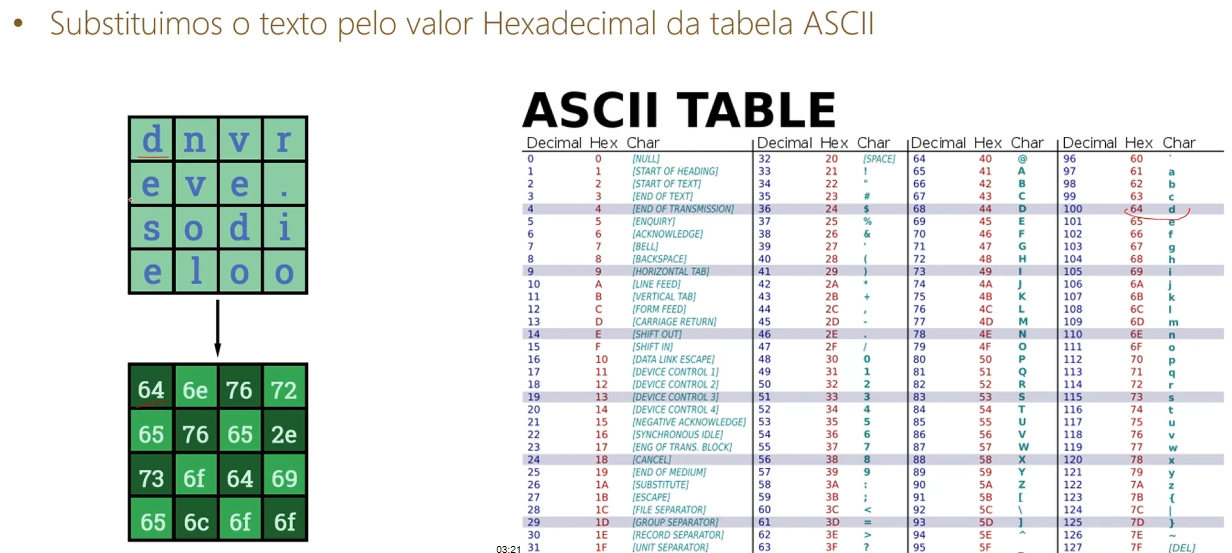 • Substituimos o texto pelo valor Hexadecimal da tabela ASCII
ASCII TABLE
d n v r
e v e .
s o d i
e l o o
64 6e 76 72
65 76 65 2e
73 6f 64 69
65 6c 6f 6f
Decimal Hex Char Decimal Hex Char Decimal Hex Char Decimal Hex Char
0 0 [NULL] 32 20 [SPACE] 64 40 @ 96 60 `
1 1 [START OF HEADING] 33 21 ! 65 41 A 97 61 a
2 2 [START OF TEXT] 34 22 " 66 42 B 98 62 b
3 3 [END OF TEXT] 35 23 # 67 43 C 99 63 c
4 4 [END OF TRANSMISSION] 36 24 $ 68 44 D 100 64 d
5 5 [ENQUIRY] 37 25 % 69 45 E 101 65 e
6 6 [ACKNOWLEDGE] 38 26 & 70 46 F 102 66 f
7 7 [BELL] 39 27 ' 71 47 G 103 67 g
8 8 [BACKSPACE] 40 28 ( 72 48 H 104 68 h
9 9 [HORIZONTAL TAB] 41 29 ) 73 49 I 105 69 i
10 A [LINE FEED] 42 2A * 74 4A J 106 6A j
11 B [VERTICAL TAB] 43 2B + 75 4B K 107 6B k
12 C [FORM FEED] 44 2C , 76 4C L 108 6C l
13 D [CARRIAGE RETURN] 45 2D - 77 4D M 109 6D m
14 E [SHIFT OUT] 46 2E . 78 4E N 110 6E n
15 F [SHIFT IN] 47 2F / 79 4F O 111 6F o
16 10 [DATA LINK ESCAPE] 48 30 0 80 50 P 112 70 p
17 11 [DEVICE CONTROL 1] 49 31 1 81 51 Q 113 71 q
18 12 [DEVICE CONTROL 2] 50 32 2 82 52 R 114 72 r
19 13 [DEVICE CONTROL 3] 51 33 3 83 53 S 115 73 s
20 14 [DEVICE CONTROL 4] 52 34 4 84 54 T 116 74 t
21 15 [NEGATIVE ACKNOWLEDGE] 53 35 5 85 55 U 117 75 u
22 16 [SYNCHRONOUS IDLE] 54 36 6 86 56 V 118 76 v
23 17 [ENG OF TRANS. BLOCK] 55 37 7 87 57 W 119 77 w
24 18 [CANCEL] 56 38 8 88 58 X 120 78 x
25 19 [END OF MEDIUM] 57 39 9 89 59 Y 121 79 y
26 1A [SUBSTITUTE] 58 3A : 90 5A Z 122 7A z
27 1B [ESCAPE] 59 3B ; 91 5B [ 123 7B {
28 1C [FILE SEPARATOR] 60 3C < 92 5C \ 124 7C |
29 1D [GROUP SEPARATOR] 61 3D = 93 5D ] 125 7D }
30 1E [RECORD SEPARATOR] 62 3E > 94 5E ^ 126 7E ~
31 1F [UNIT SEPARATOR] 63 3F ? 95 5F _ 127 7F [DEL]
03:21